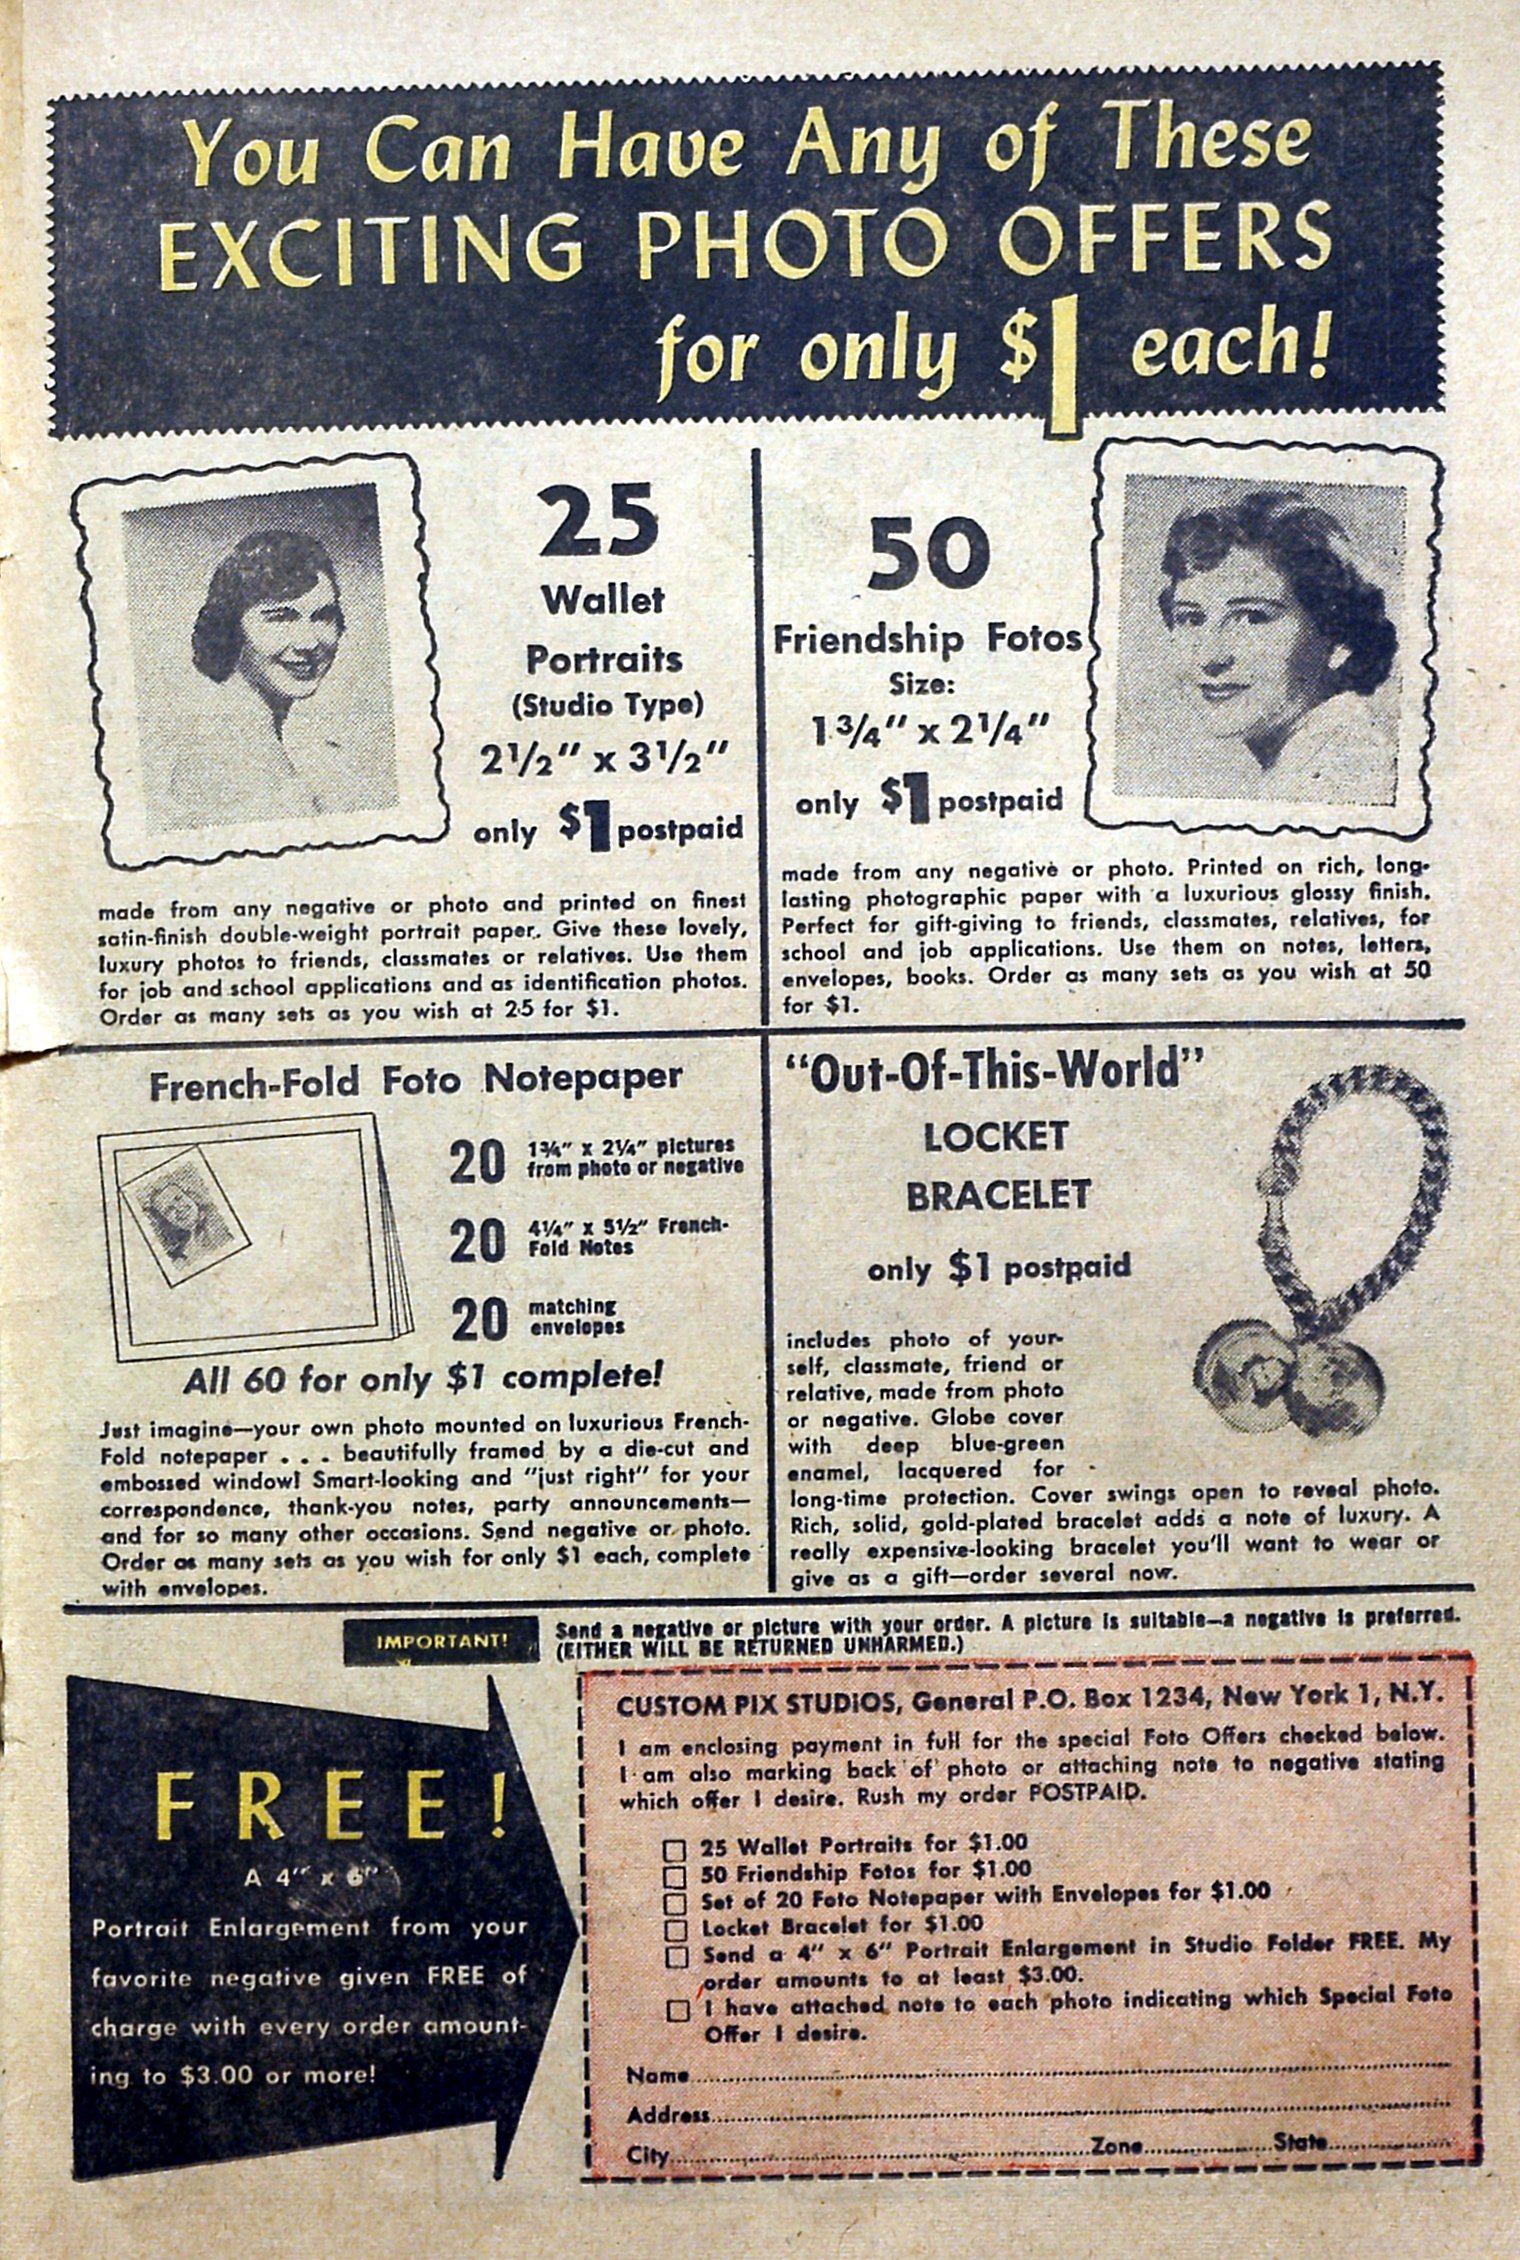 You Can Have Any of These
EXCITING PHOTO OFFERS
for only $1 each!
25
Wallet
Portraits
(Studio Type)
2½" x 3½"
only $1 postpaid
made from any negative or photo and printed on finest
satin-finish double-weight portrait paper. Give these lovely,
luxury photos to friends, classmates or relatives. Use them
for job and school applications and as identification photos.
Order as many sets as you wish at 25 for $1.
50
Friendship Fotos
Size:
1¾" x 2¼"
only $1 postpaid
made from any negative or photo. Printed on rich, long-
lasting photographic paper with a luxurious glossy finish.
Perfect for gift-giving to friends, classmates, relatives, for
school and job applications. Use them on notes, letters,
envelopes, books. Order as many sets as you wish at 50
for $1.
French-Fold Foto Notepaper
20 1¾" x 2¼" pictures
from photo or negative
20 4¼" x 5½" French-
Fold Notes
20 matching
envelopes
All 60 for only $1 complete!
Just imagine—your own photo mounted on luxurious French-
Fold notepaper . . . beautifully framed by a die-cut and
embossed window! Smart-looking and "just right" for your
correspondence, thank-you notes, party announcements—
and for so many other occasions. Send negative or photo.
Order as many sets as you wish for only $1 each, complete
with envelopes.
"Out-Of-This-World"
LOCKET
BRACELET
only $1 postpaid
includes photo of your-
self, classmate, friend or
relative, made from photo
or negative. Globe cover
with deep blue-green
enamel, lacquered for
long-time protection. Cover swings open to reveal photo.
Rich, solid, gold-plated bracelet adds a note of luxury. A
really expensive-looking bracelet you'll want to wear or
give as a gift—order several now.
IMPORTANT!
Send a negative or picture with your order. A picture is suitable—a negative is preferred.
(EITHER WILL BE RETURNED UNHARMED.)
FREE!
A 4" x 6"
Portrait Enlargement from your
favorite negative given FREE of
charge with every order amount-
ing to $3.00 or more!
CUSTOM PIX STUDIOS, General P.O. Box 1234, New York 1, N.Y.
I am enclosing payment in full for the special Foto Offers checked below.
I am also marking back of photo or attaching note to negative stating
which offer I desire. Rush my order POSTPAID.
25 Wallet Portraits for $1.00
50 Friendship Fotos for $1.00
Set of 20 Foto Notepaper with Envelopes for $1.00
Locket Bracelet for $1.00
Send a 4" x 6" Portrait Enlargement in Studio Folder FREE. My
order amounts to at least $3.00.
I have attached note to each photo indicating which Special Foto
Offer I desire.
Name
Address
City Zone State